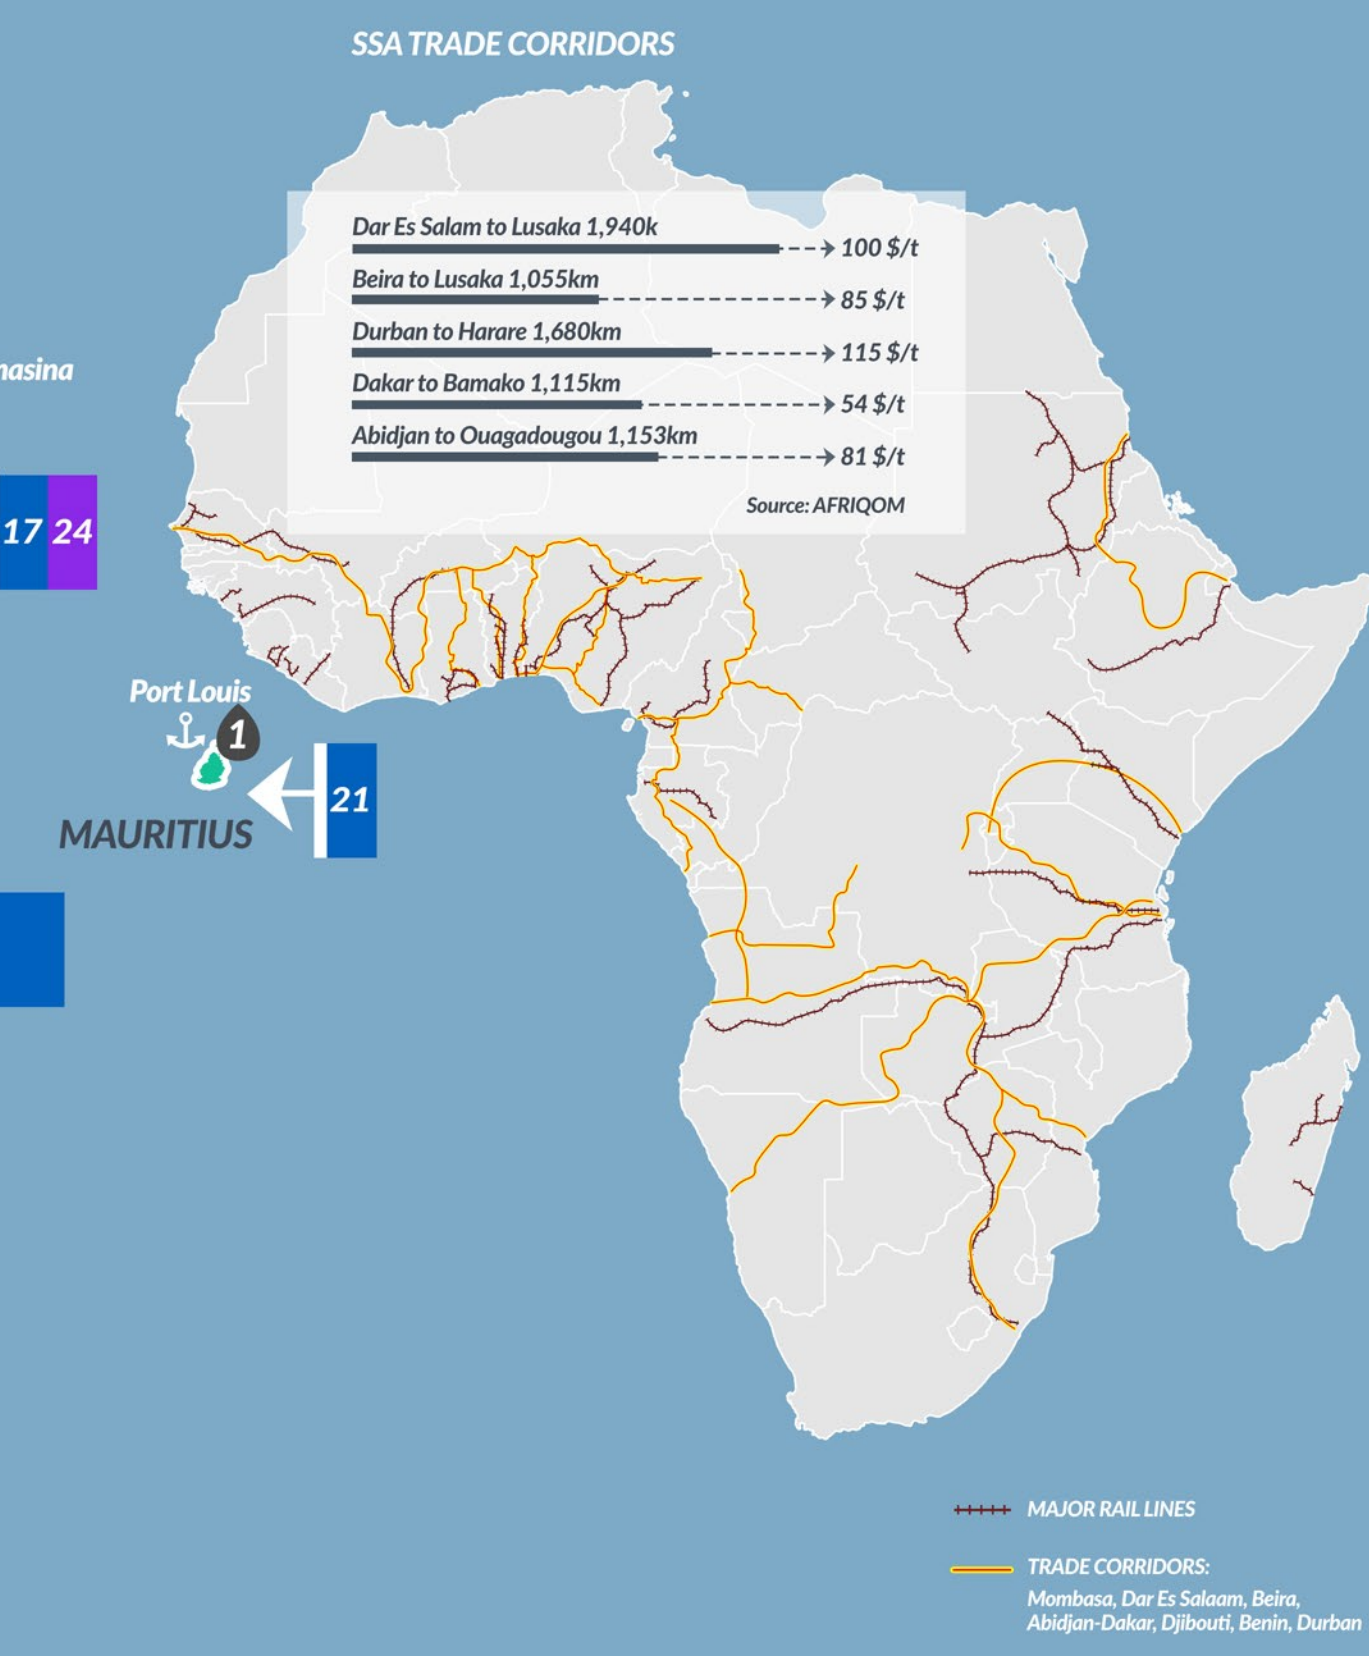 SSA TRADE CORRIDORS
Dar Es Salam to Lusaka 1,940k
100 $/t
Beira to Lusaka 1,055km
85 $/t
Durban to Harare 1,680km
115 $/t
Dakar to Bamako 1,115km
54 $/t
Abidjan to Ouagadougou 1,153km
81 $/t
Source: AFRIQOM
masina
17 24
Port Louis
1
21
MAURITIUS
MAJOR RAIL LINES
TRADE CORRIDORS:
Mombasa, Dar Es Salaam, Beira,
Abidjan-Dakar, Djibouti, Benin, Durban